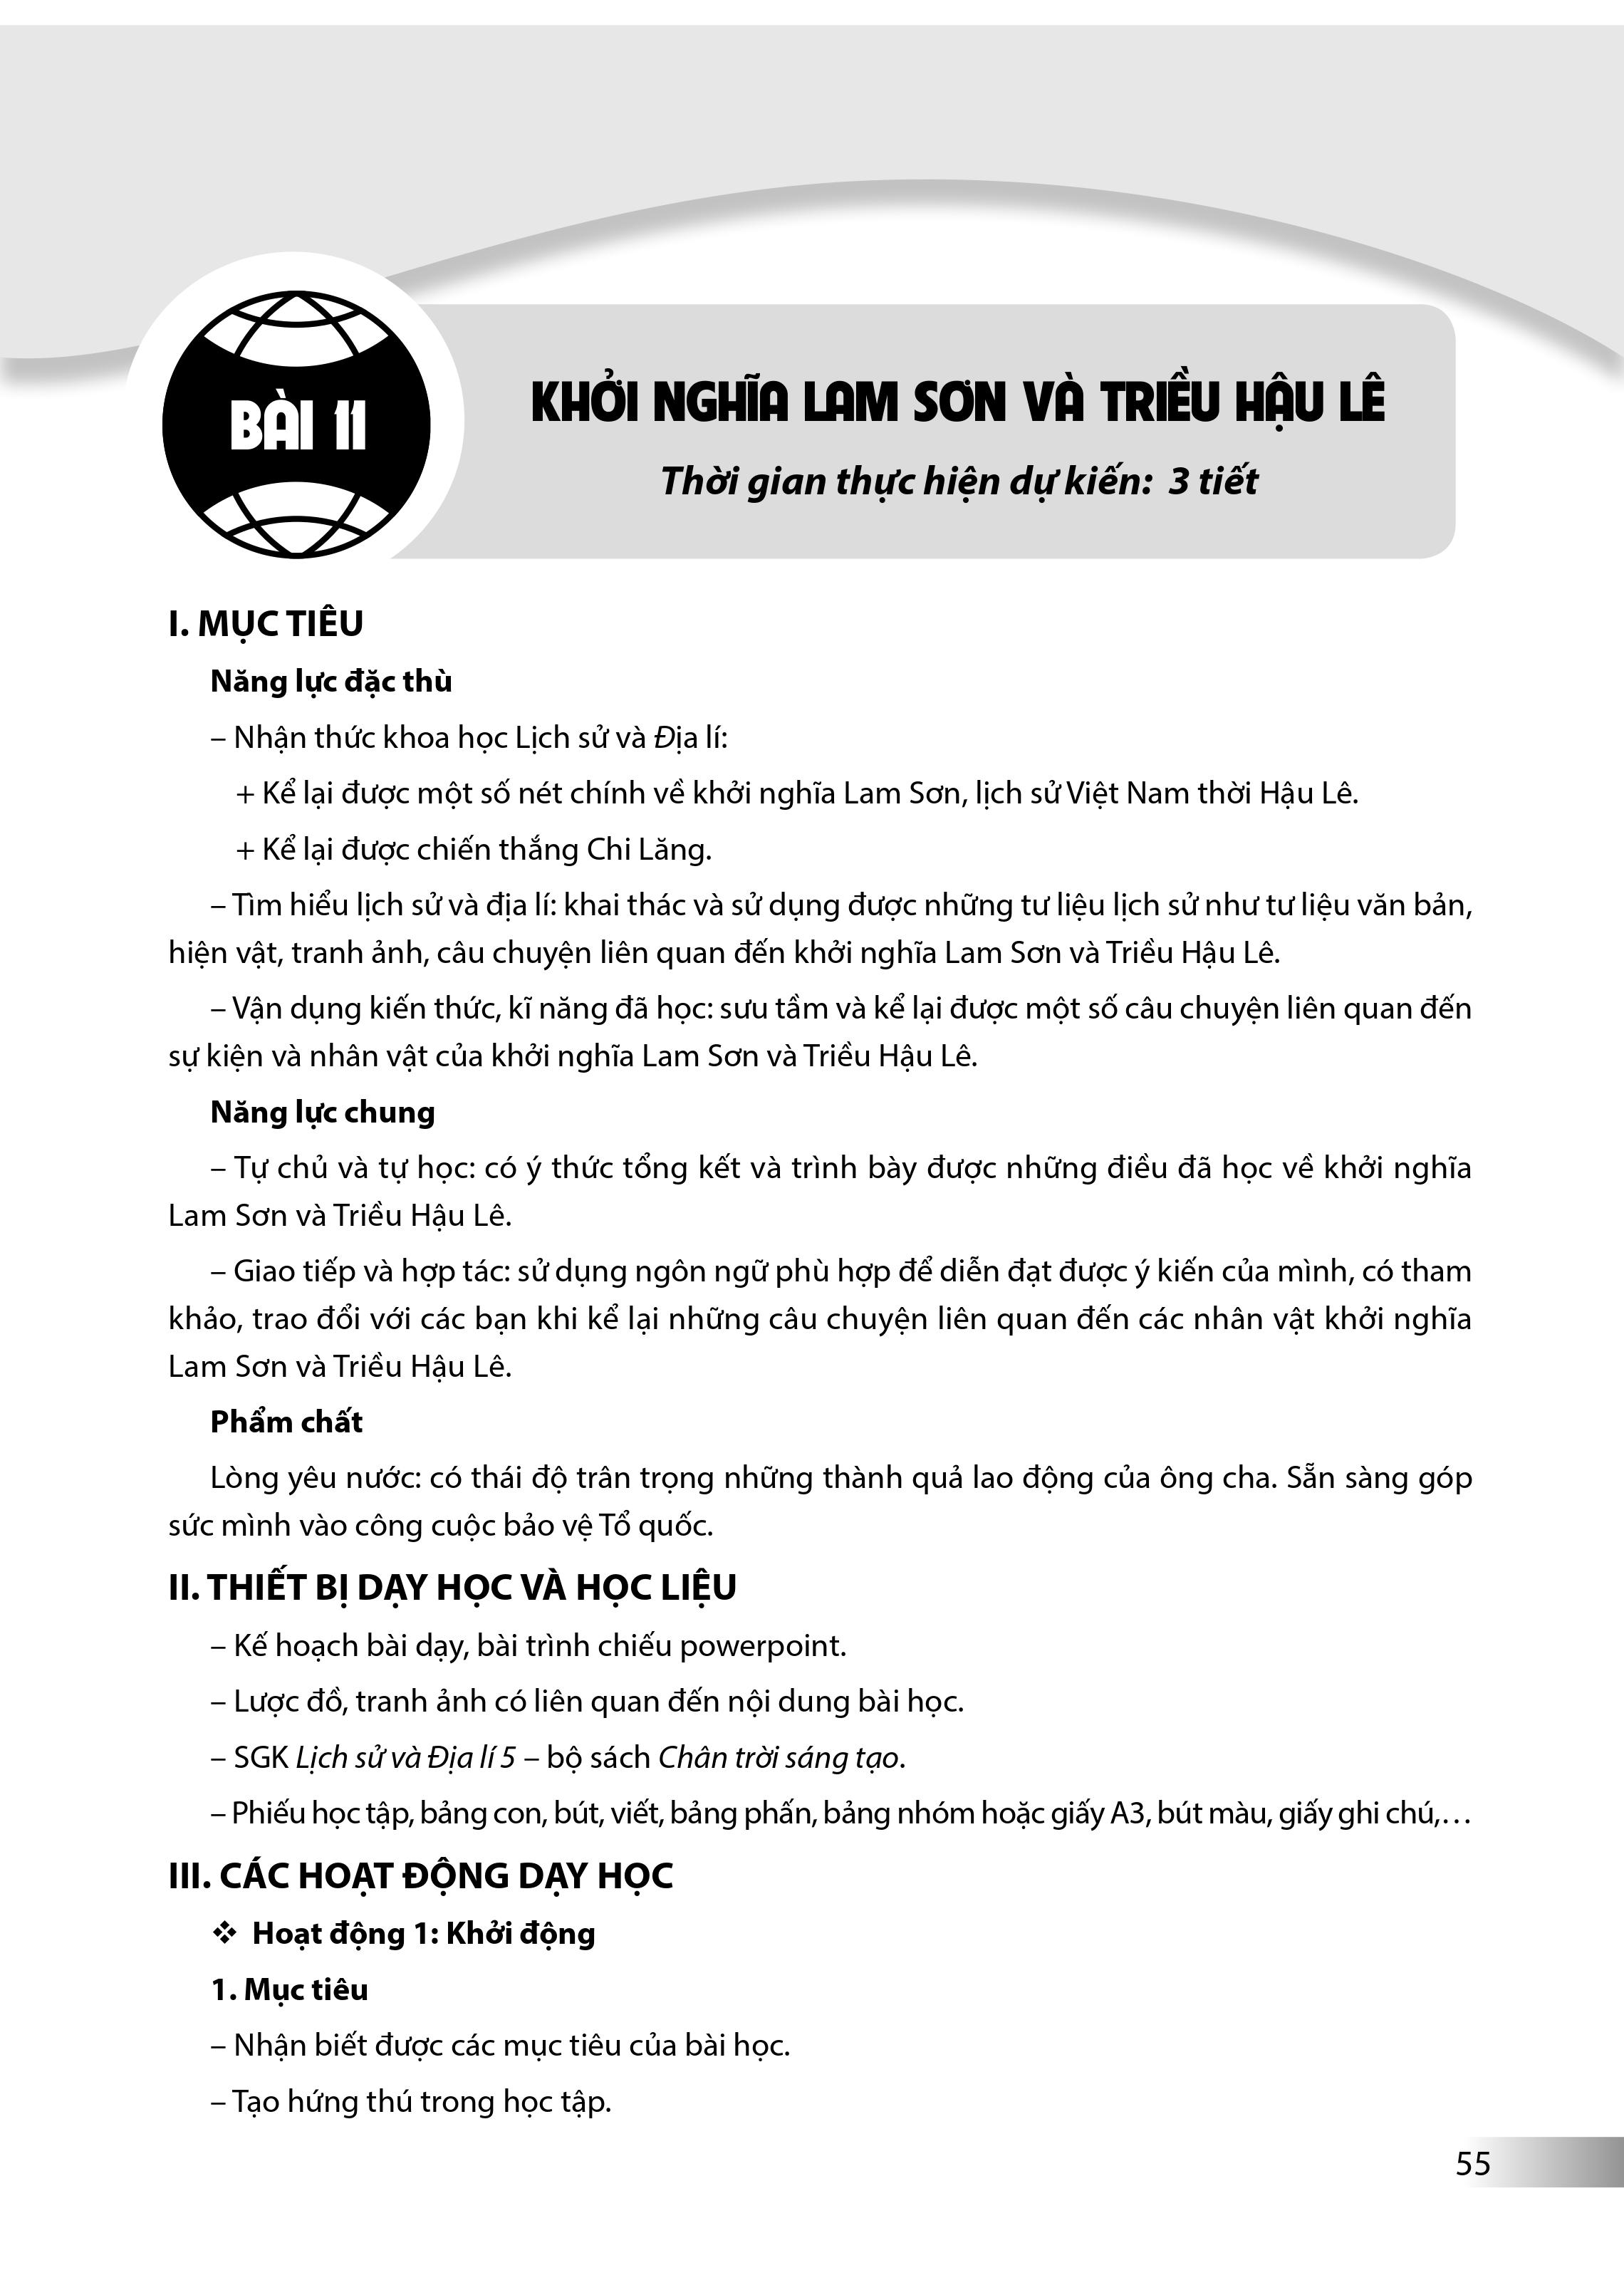 BÀI 11
KHỞI NGHĨA LAM SƠN VÀ TRIỀU HẬU LÊ
Thời gian thực hiện dự kiến: 3 tiết
I. MỤC TIÊU
Năng lực đặc thù
– Nhận thức khoa học Lịch sử và Địa lí:
+ Kể lại được một số nét chính về khởi nghĩa Lam Sơn, lịch sử Việt Nam thời Hậu Lê.
+ Kể lại được chiến thắng Chi Lăng.
– Tìm hiểu lịch sử và địa lí: khai thác và sử dụng được những tư liệu lịch sử như tư liệu văn bản,
hiện vật, tranh ảnh, câu chuyện liên quan đến khởi nghĩa Lam Sơn và Triều Hậu Lê.
– Vận dụng kiến thức, kĩ năng đã học: sưu tầm và kể lại được một số câu chuyện liên quan đến
sự kiện và nhân vật của khởi nghĩa Lam Sơn và Triều Hậu Lê.
Năng lực chung
– Tự chủ và tự học: có ý thức tổng kết và trình bày được những điều đã học về khởi nghĩa
Lam Sơn và Triều Hậu Lê.
– Giao tiếp và hợp tác: sử dụng ngôn ngữ phù hợp để diễn đạt được ý kiến của mình, có tham
khảo, trao đổi với các bạn khi kể lại những câu chuyện liên quan đến các nhân vật khởi nghĩa
Lam Sơn và Triều Hậu Lê.
Phẩm chất
Lòng yêu nước: có thái độ trân trọng những thành quả lao động của ông cha. Sẵn sàng góp
sức mình vào công cuộc bảo vệ Tổ quốc.
II. THIẾT BỊ DẠY HỌC VÀ HỌC LIỆU
– Kế hoạch bài dạy, bài trình chiếu powerpoint.
– Lược đồ, tranh ảnh có liên quan đến nội dung bài học.
– SGK Lịch sử và Địa lí 5 – bộ sách Chân trời sáng tạo.
– Phiếu học tập, bảng con, bút, viết, bảng phấn, bảng nhóm hoặc giấy A3, bút màu, giấy ghi chú,…
III. CÁC HOẠT ĐỘNG DẠY HỌC
❖ Hoạt động 1: Khởi động
1. Mục tiêu
– Nhận biết được các mục tiêu của bài học.
– Tạo hứng thú trong học tập.
55